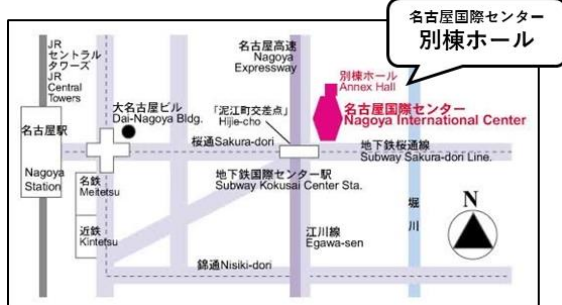 名古屋国際センター
別棟ホール
JR
セントラル
タワーズ
JR
Central
Towers
名古屋高速
Nagoya
Expressway
別棟ホール
Annex Hall
大名古屋ビル
Dai-Nagoya Bldg.
「泥江町交差点」
Hijie-cho
名古屋国際センター
Nagoya International Center
名古屋駅
Nagoya
Station
桜通Sakura-dori
地下鉄桜通線
Subway Sakura-dori Line.
名鉄
Meitetsu
地下鉄国際センター駅
Subway Kokusai Center Sta.
近鉄
Kintetsu
江川線
Egawa-sen
堀
川
N
錦通Nisiki-dori